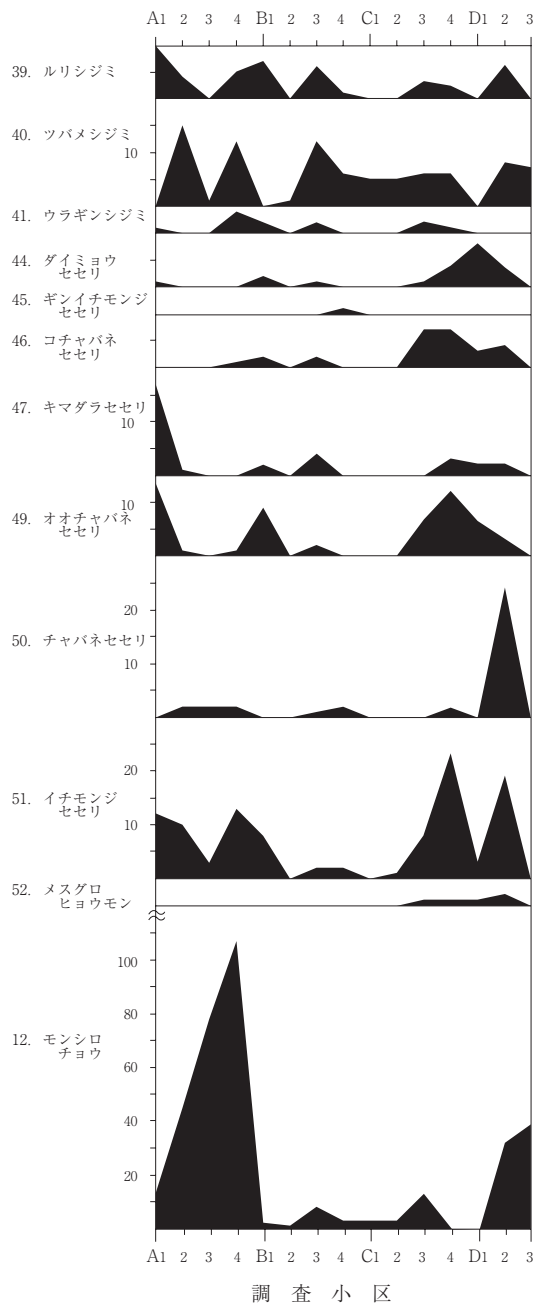 A1 2 3 4 B1 2 3 4 C1 2 3 4 D1 2 3
39. ルリシジミ
40. ツバメシジミ
10
41. ウラギンシジミ
44. ダイミョウ
セセリ
45. ギンイチモンジ
セセリ
46. コチャバネ
セセリ
47. キマダラセセリ
10
10
49. オオチャバネ
セセリ
20
50. チャバネセセリ
10
20
51. イチモンジ
セセリ
10
52. メスグロ
ヒョウモン
100
80
12. モンシロ
チョウ
60
40
20
A1 2 3 4 B1 2 3 4 C1 2 3 4 D1 2 3
調 査 小 区